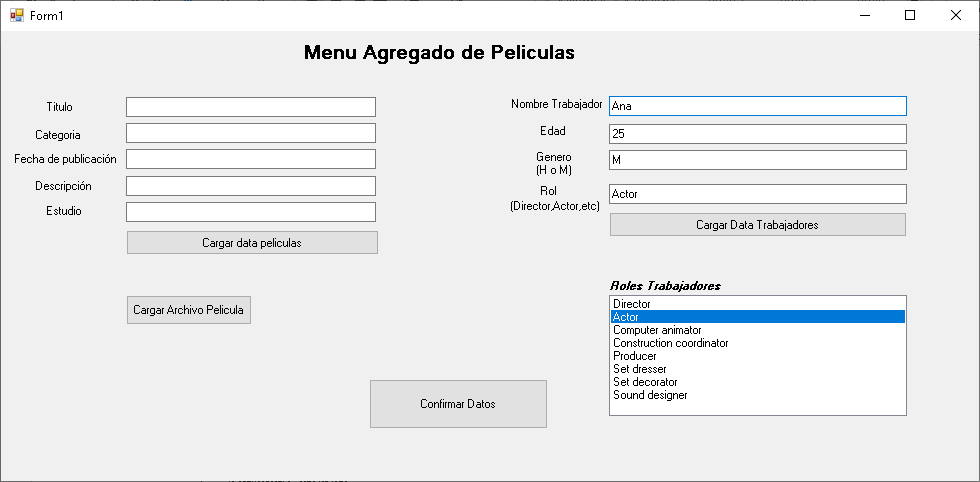 Form1
Menu Agregado de Peliculas
Titulo
Categoria
Fecha de publicación
Descripción
Estudio
Cargar data peliculas
Cargar Archivo Pelicula
Nombre Trabajador
Ana
Edad
25
Genero
(H o M)
M
Rol
(Director,Actor,etc)
Actor
Cargar Data Trabajadores
Roles Trabajadores
Director
Actor
Computer animator
Construction coordinator
Producer
Set dresser
Set decorator
Sound designer
Confirmar Datos